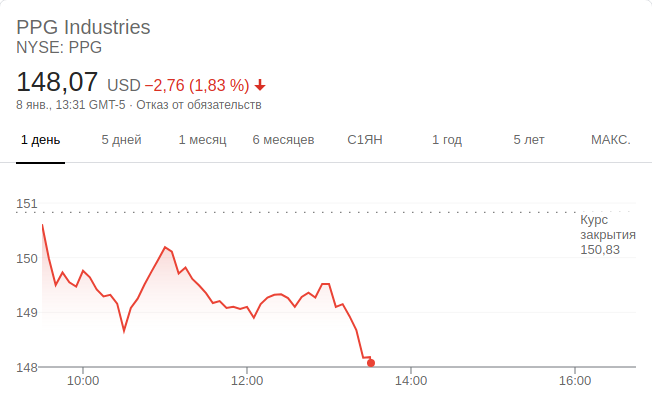 PPG Industries
NYSE: PPG
148,07 USD −2,76 (1,83 %)
8 янв., 13:31 GMT-5 · Отказ от обязательств
1 день 5 дней 1 месяц 6 месяцев С1ЯН 1 год 5 лет МАКС.
151
Курс
закрытия
150,83
150
149
148
10:00 12:00 14:00 16:00